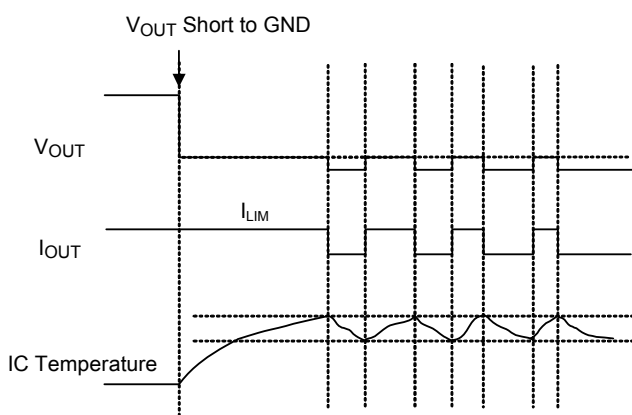 VOUT Short to GND
VOUT
ILIM
IOUT
IC Temperature